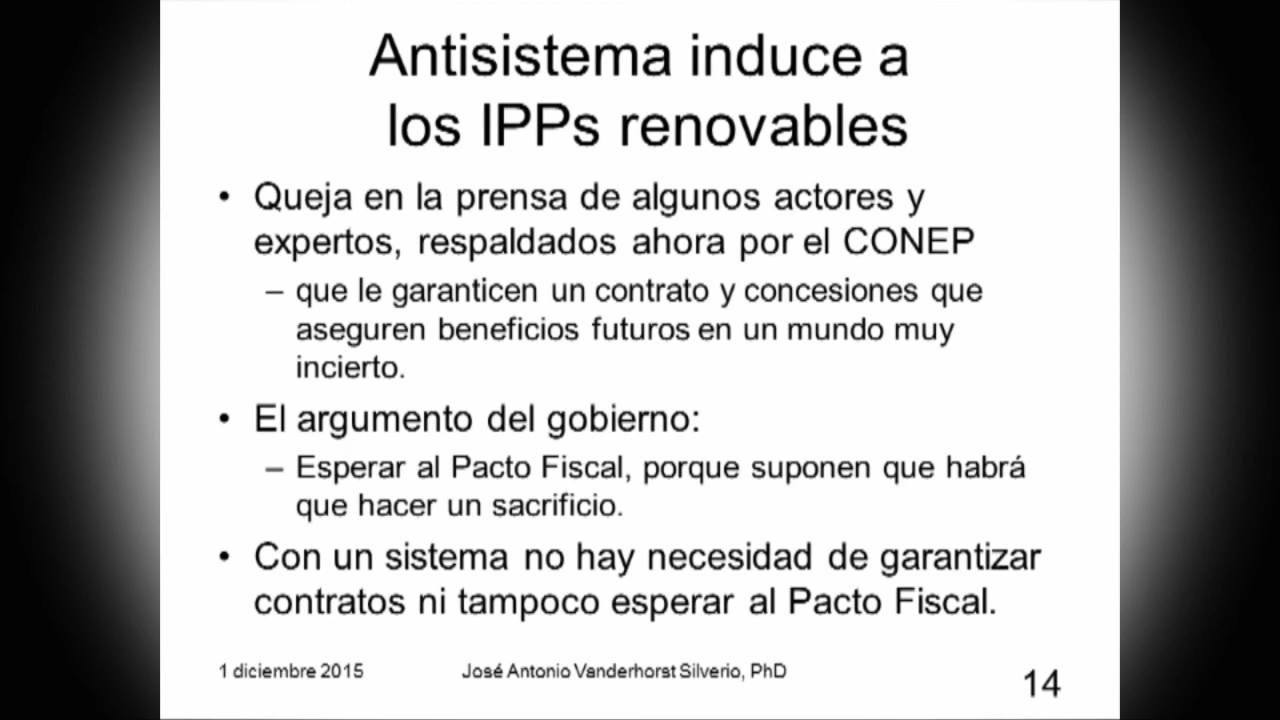 Antisistema induce a
los IPPs renovables
• Queja en la prensa de algunos actores y
expertos, respaldados ahora por el CONEP
– que le garanticen un contrato y concesiones que
aseguren beneficios futuros en un mundo muy
incierto.
• El argumento del gobierno:
– Esperar al Pacto Fiscal, porque suponen que habrá
que hacer un sacrificio.
• Con un sistema no hay necesidad de garantizar
contratos ni tampoco esperar al Pacto Fiscal.
1 diciembre 2015 José Antonio Vanderhorst Silverio, PhD 14